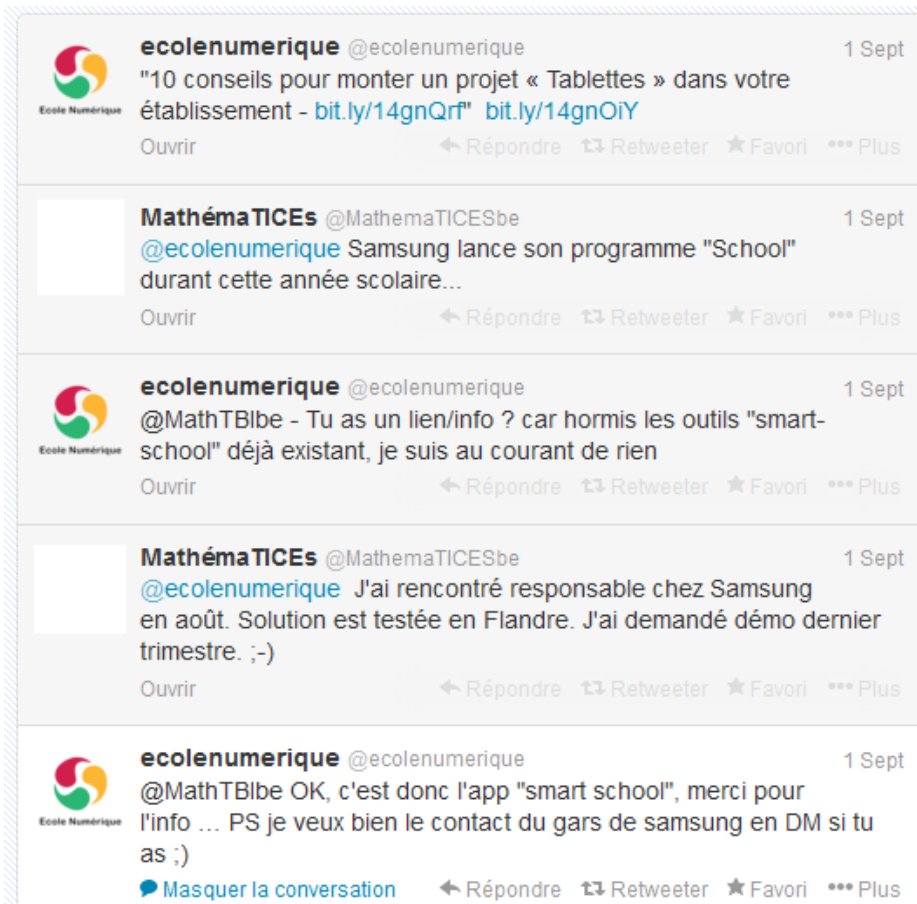 ecolenumerique @ecolenumerique 1 Sept
"10 conseils pour monter un projet « Tablettes » dans votre
Ecole Numérique établissement - bit.ly/14gnQrf" bit.ly/14gnOiY
Ouvrir Répondre Retweeter Favori Plus
MathémaTICEs @MathemaTICESbe 1 Sept
@ecolenumerique Samsung lance son programme "School"
durant cette année scolaire...
Ouvrir Répondre Retweeter Favori Plus
ecolenumerique @ecolenumerique 1 Sept
@MathTBlbe - Tu as un lien/info ? car hormis les outils "smart-
Ecole Numérique school" déjà existant, je suis au courant de rien
Ouvrir Répondre Retweeter Favori Plus
MathémaTICEs @MathemaTICESbe 1 Sept
@ecolenumerique J'ai rencontré responsable chez Samsung
en août. Solution est testée en Flandre. J'ai demandé démo dernier
trimestre. ;-)
Ouvrir Répondre Retweeter Favori Plus
ecolenumerique @ecolenumerique 1 Sept
@MathTBlbe OK, c'est donc l'app "smart school", merci pour
Ecole Numérique l'info ... PS je veux bien le contact du gars de samsung en DM si tu
as ;)
Masquer la conversation Répondre Retweeter Favori Plus